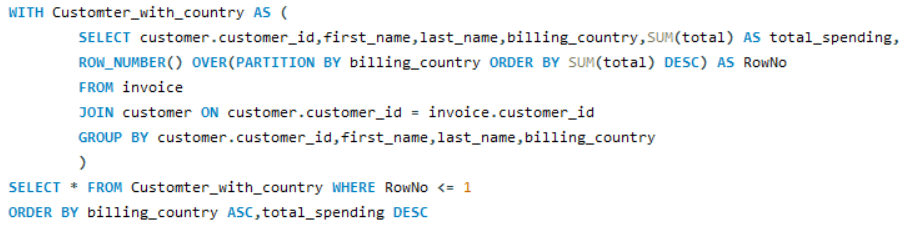 WITH Customter_with_country AS (
SELECT customer.customer_id,first_name,last_name,billing_country,SUM(total) AS total_spending,
ROW_NUMBER() OVER(PARTITION BY billing_country ORDER BY SUM(total) DESC) AS RowNo
FROM invoice
JOIN customer ON customer.customer_id = invoice.customer_id
GROUP BY customer.customer_id,first_name,last_name,billing_country
)
SELECT * FROM Customter_with_country WHERE RowNo <= 1
ORDER BY billing_country ASC,total_spending DESC